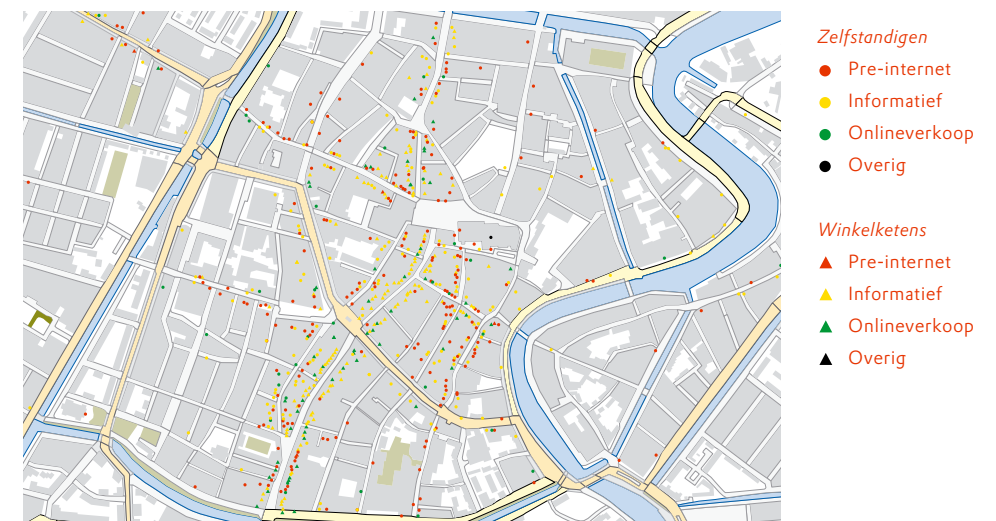 Zelfstandigen
Pre-internet
Informatief
Onlineverkoop
Overig
Winkelketens
Pre-internet
Informatief
Onlineverkoop
Overig